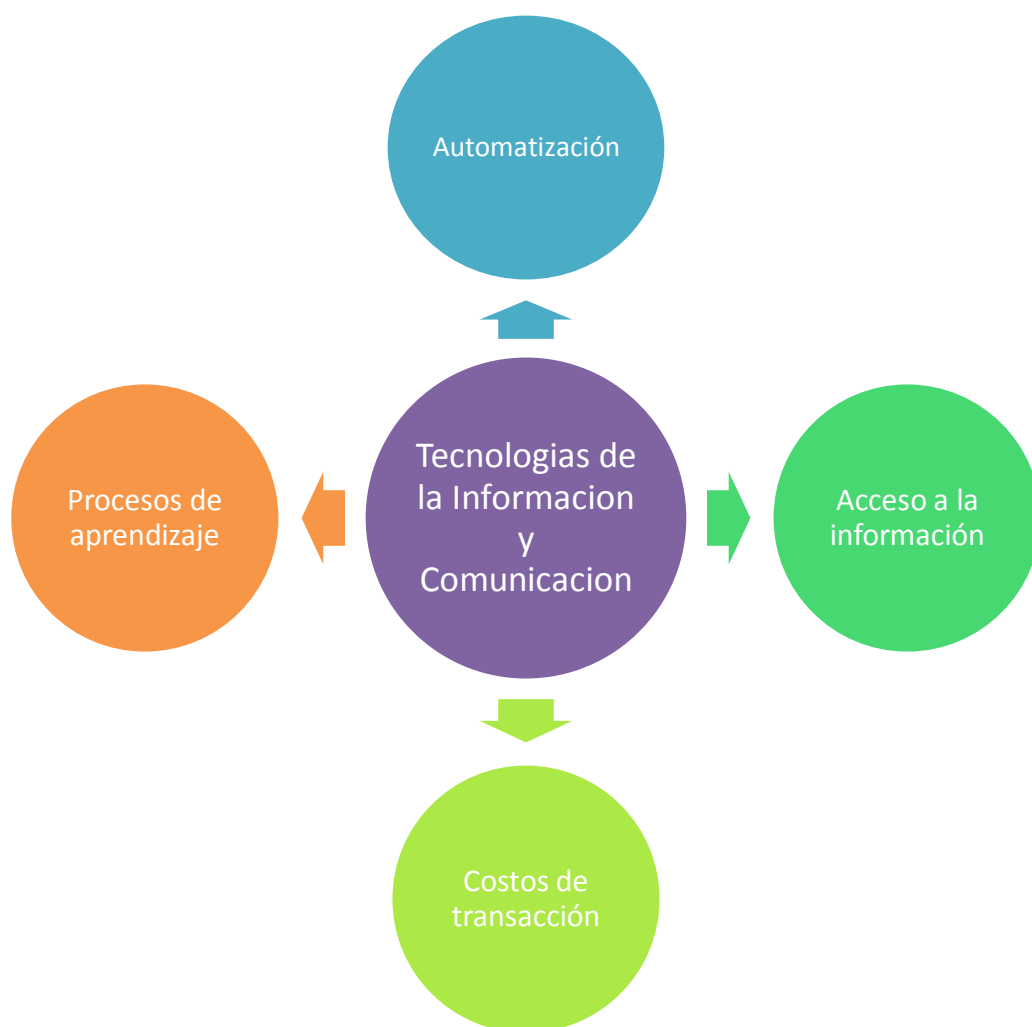 Automatización
Procesos de
aprendizaje
Tecnologias de
la Informacion
y
Comunicacion
Acceso a la
información
Costos de
transacción